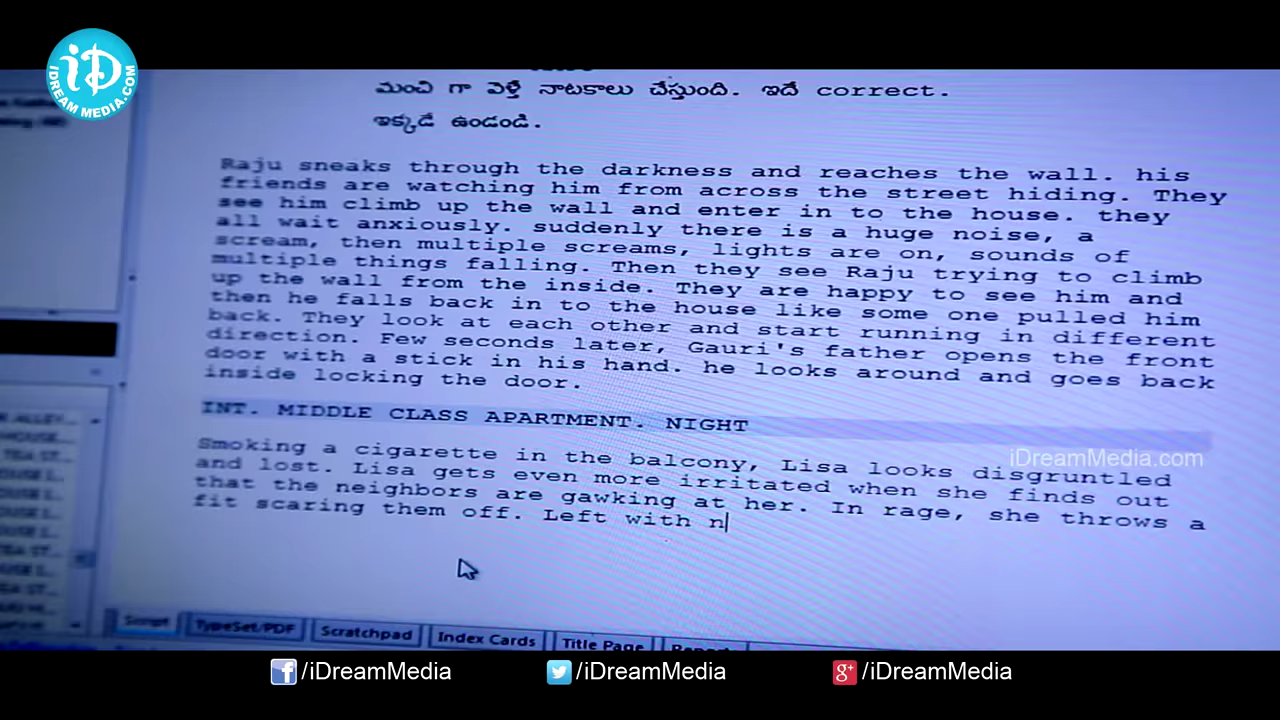 iD
IDREAM MEDIA.COM
మంచి గా వెళ్తే నాటకాలు చేస్తుంది. ఇదే correct.
ఇక్కడే ఉండండి.
Raju sneaks through the darkness and reaches the wall. his
friends are watching him from across the street hiding. They
see him climb up the wall and enter in to the house. they
all wait anxiously. suddenly there is a huge noise, a
scream, then multiple screams, lights are on, sounds of
multiple things falling. Then they see Raju trying to climb
up the wall from the inside. They are happy to see him and
then he falls back in to the house like some one pulled him
back. They look at each other and start running in different
direction. Few seconds later, Gauri's father opens the front
door with a stick in his hand. he looks around and goes back
inside locking the door.
INT. MIDDLE CLASS APARTMENT. NIGHT
Smoking a cigarette in the balcony, Lisa looks disgruntled
and lost. Lisa gets even more irritated when she finds out
that the neighbors are gawking at her. In rage, she throws a
fit scaring them off. Left with n
iDreamMedia.com
Script TypeSet/PDF Scratchpad Index Cards Title Page
/iDreamMedia /iDreamMedia /iDreamMedia